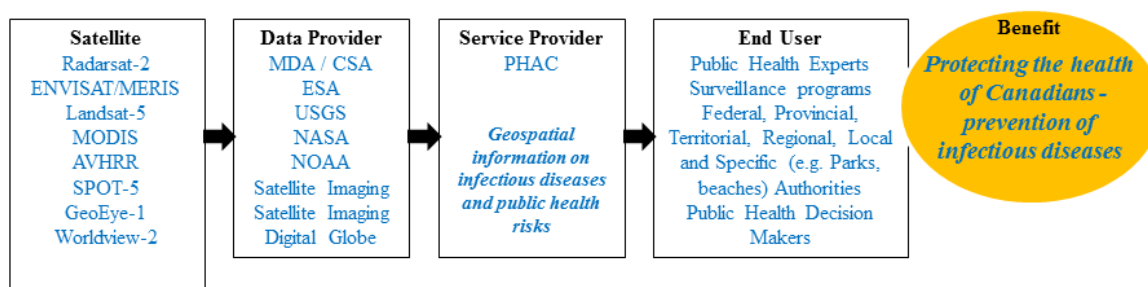 Satellite
Radarsat-2
ENVISAT/MERIS
Landsat-5
MODIS
AVHRR
SPOT-5
GeoEye-1
Worldview-2
Data Provider
MDA / CSA
ESA
USGS
NASA
NOAA
Satellite Imaging
Satellite Imaging
Digital Globe
Service Provider
PHAC
Geospatial
information on
infectious diseases
and public health
risks
End User
Public Health Experts
Surveillance programs
Federal, Provincial,
Territorial, Regional, Local
and Specific (e.g. Parks,
beaches) Authorities
Public Health Decision
Makers
Benefit
Protecting the health
of Canadians -
prevention of
infectious diseases